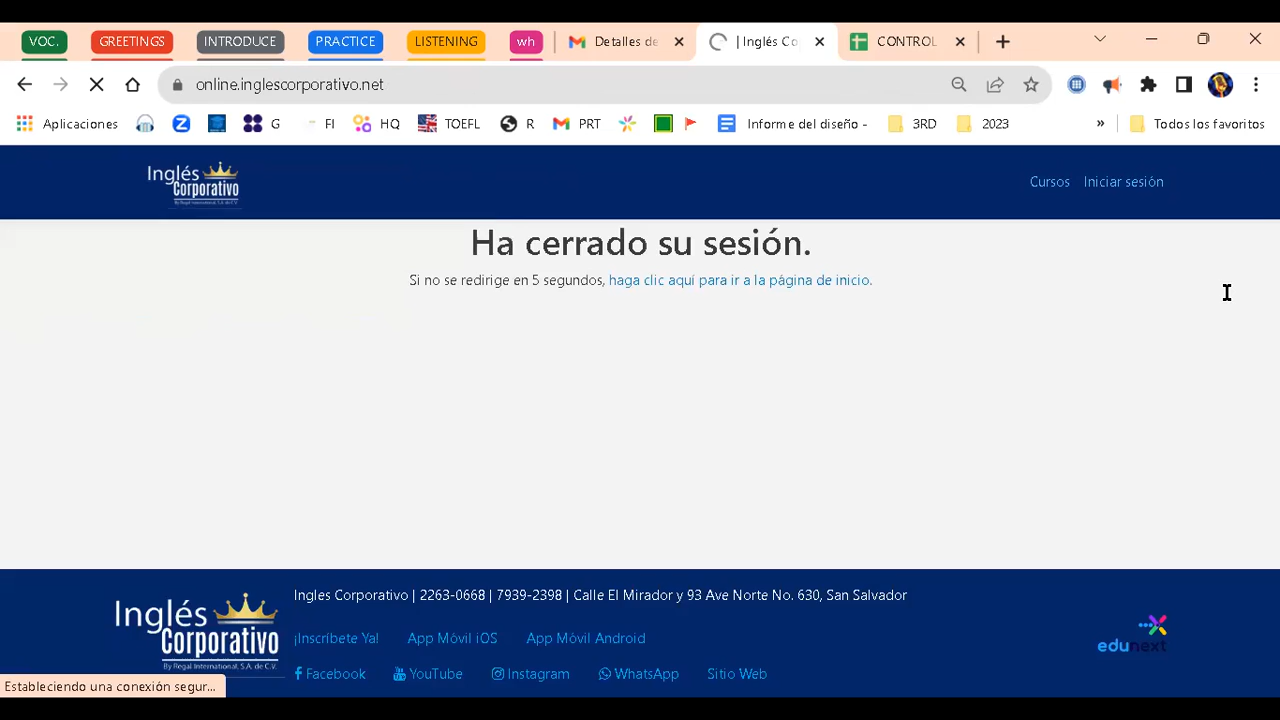 VOC. GREETINGS INTRODUCE PRACTICE LISTENING wh Detalles de | Inglés Co CONTROL
online.inglescorporativo.net
Aplicaciones G FI HQ TOEFL R PRT Informe del diseño - 3RD 2023 » Todos los favoritos
Inglés
Corporativo
By Regal International, S.A. de C.V.
Cursos Iniciar sesión
Ha cerrado su sesión.
Si no se redirige en 5 segundos, haga clic aquí para ir a la página de inicio.
Inglés
Corporativo
By Regal International, S.A. de C.V.
Ingles Corporativo | 2263-0668 | 7939-2398 | Calle El Mirador y 93 Ave Norte No. 630, San Salvador
¡Inscríbete Ya! App Móvil iOS App Móvil Android
Facebook YouTube Instagram WhatsApp Sitio Web
edunext
Estableciendo una conexión segur...